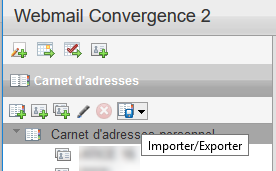 Webmail Convergence 2
Carnet d'adresses
Carnet d'adresses personnel
Importer/Exporter